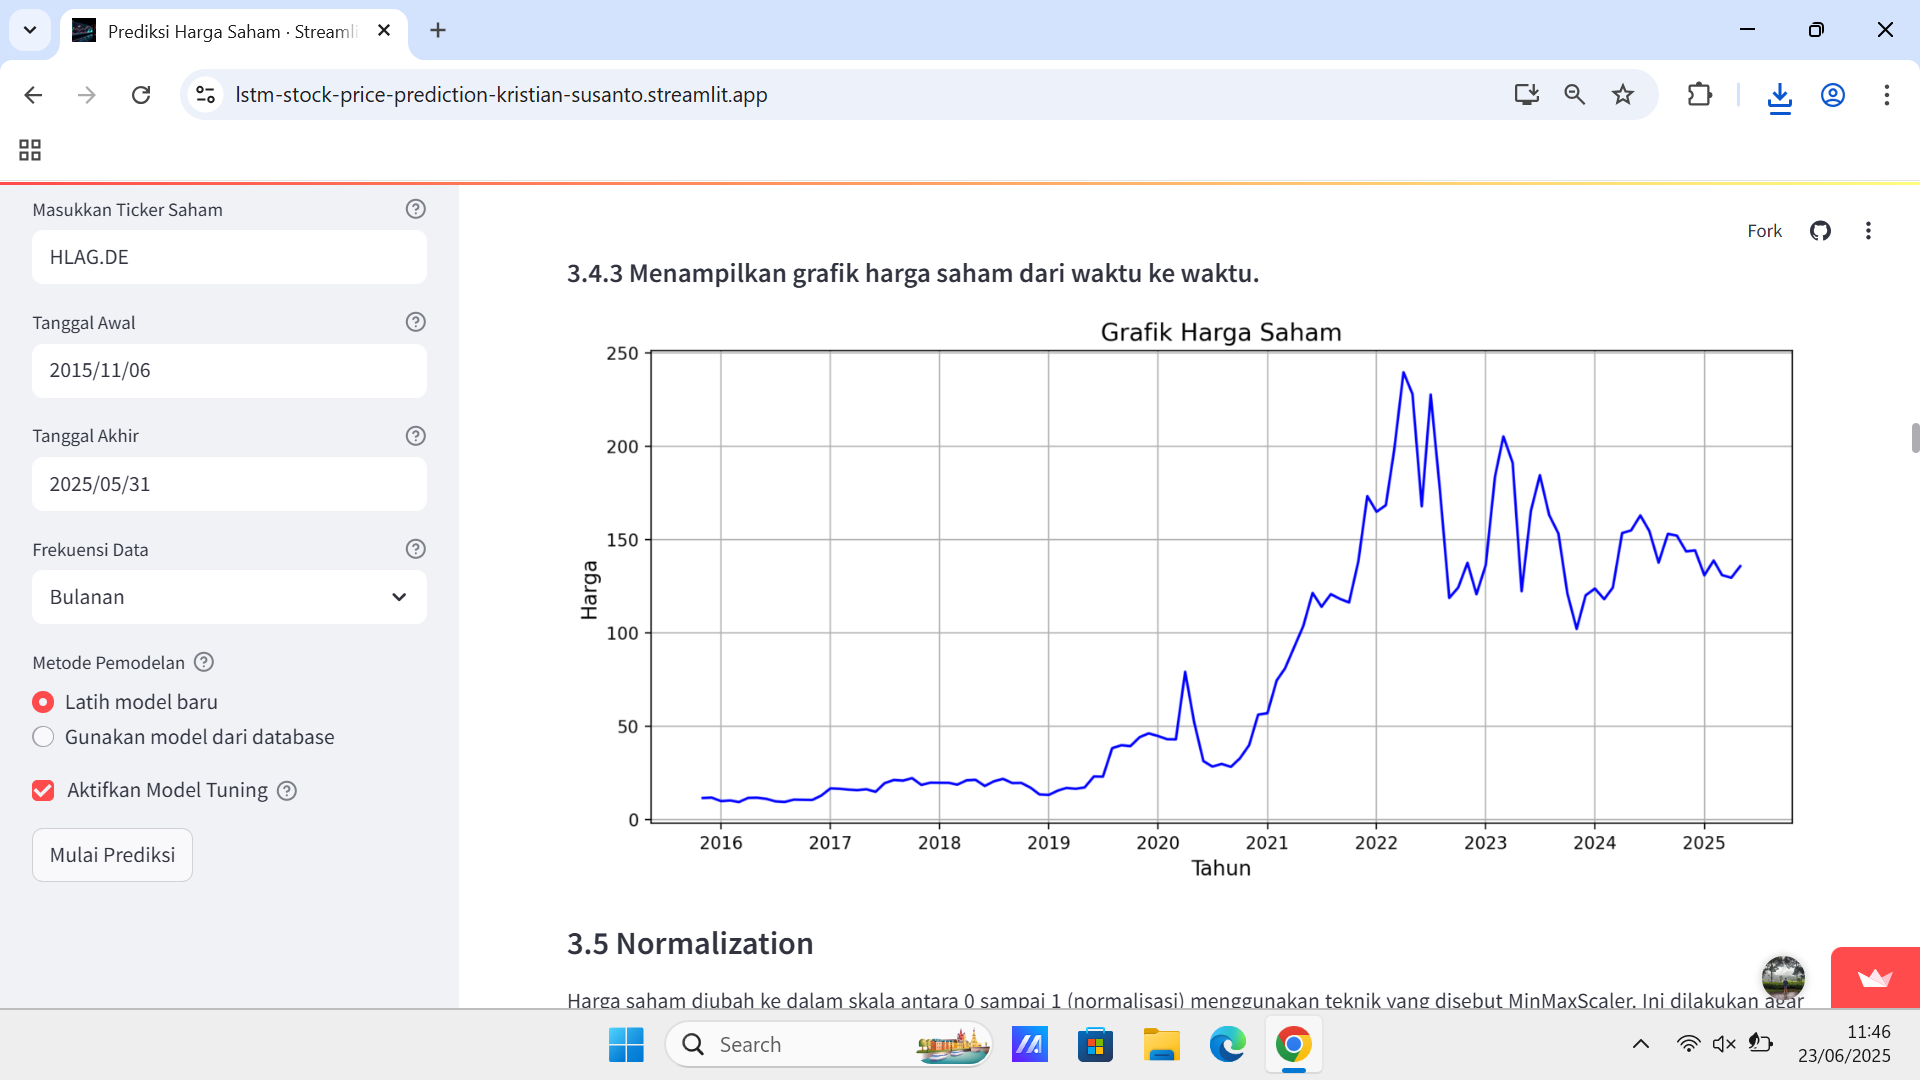 Prediksi Harga Saham · Streamli
lstm-stock-price-prediction-kristian-susanto.streamlit.app
Masukkan Ticker Saham
HLAG.DE
Tanggal Awal
2015/11/06
Tanggal Akhir
2025/05/31
Frekuensi Data
Bulanan
Metode Pemodelan
Latih model baru
Gunakan model dari database
Aktifkan Model Tuning
Mulai Prediksi
Fork
3.4.3 Menampilkan grafik harga saham dari waktu ke waktu.
Grafik Harga Saham
250
200
150
100
50
0
Harga
2016 2017 2018 2019 2020 2021 2022 2023 2024 2025
Tahun
3.5 Normalization
Harga saham diubah ke dalam skala antara 0 sampai 1 (normalisasi) menggunakan teknik yang disebut MinMaxScaler. Ini dilakukan agar
Search
11:46
23/06/2025